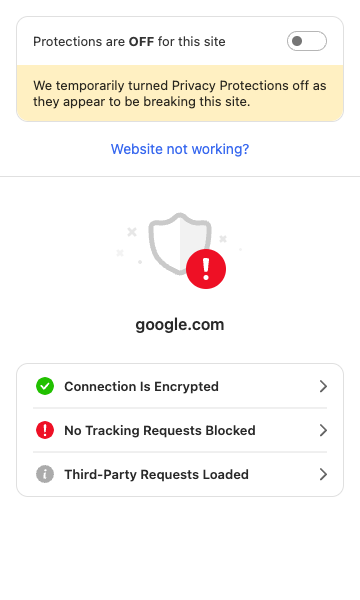 Protections are OFF for this site
We temporarily turned Privacy Protections off as
they appear to be breaking this site.
Website not working?
google.com
Connection Is Encrypted
No Tracking Requests Blocked
Third-Party Requests Loaded